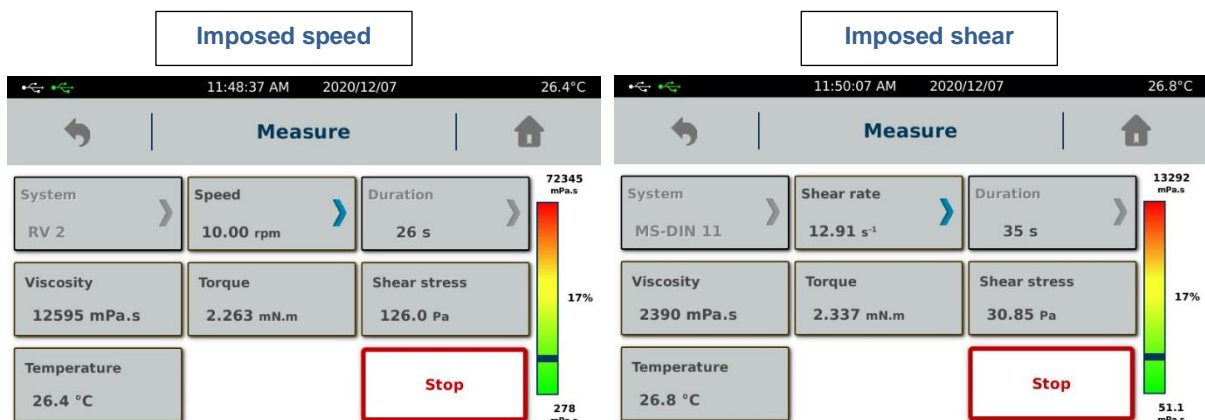 Imposed speed
11:48:37 AM 2020/12/07 26.4°C
Measure
System
RV 2
Speed
10.00 rpm
Duration
26 s
72345
mPa.s
Viscosity
12595 mPa.s
Torque
2.263 mN.m
Shear stress
126.0 Pa
17%
Temperature
26.4 °C
Stop
278
mPa.s
Imposed shear
11:50:07 AM 2020/12/07 26.8°C
Measure
System
MS-DIN 11
Shear rate
12.91 s⁻¹
Duration
35 s
13292
mPa.s
Viscosity
2390 mPa.s
Torque
2.337 mN.m
Shear stress
30.85 Pa
17%
Temperature
26.8 °C
Stop
51.1
mPa.s